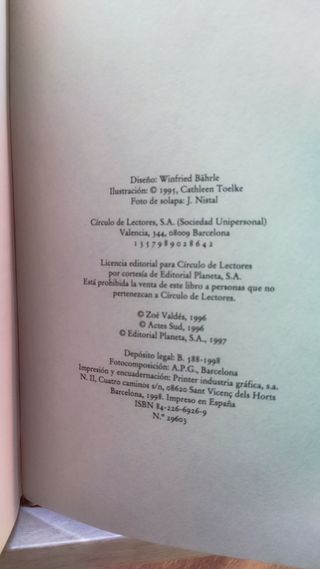 Diseño: Winfried Bährle
Ilustración: © 1995, Cathleen Toelke
Foto de solapa: J. Nistal
Círculo de Lectores, S.A. (Sociedad Unipersonal)
Valencia, 344, 08009 Barcelona
1 3 5 7 9 8 9 0 2 8 6 4 2
Licencia editorial para Círculo de Lectores
por cortesía de Editorial Planeta, S.A.
Está prohibida la venta de este libro a personas que no
pertenezcan a Círculo de Lectores.
© Zoé Valdés, 1996
© Actes Sud, 1996
© Editorial Planeta, S.A., 1997
Depósito legal: B. 588-1998
Fotocomposición: A.P.G., Barcelona
Impresión y encuadernación: Printer industria gráfica, s.a.
N. II, Cuatro caminos s/n, 08620 Sant Vicenç dels Horts
Barcelona, 1998. Impreso en España
ISBN 84-226-6926-9
N.º 29603